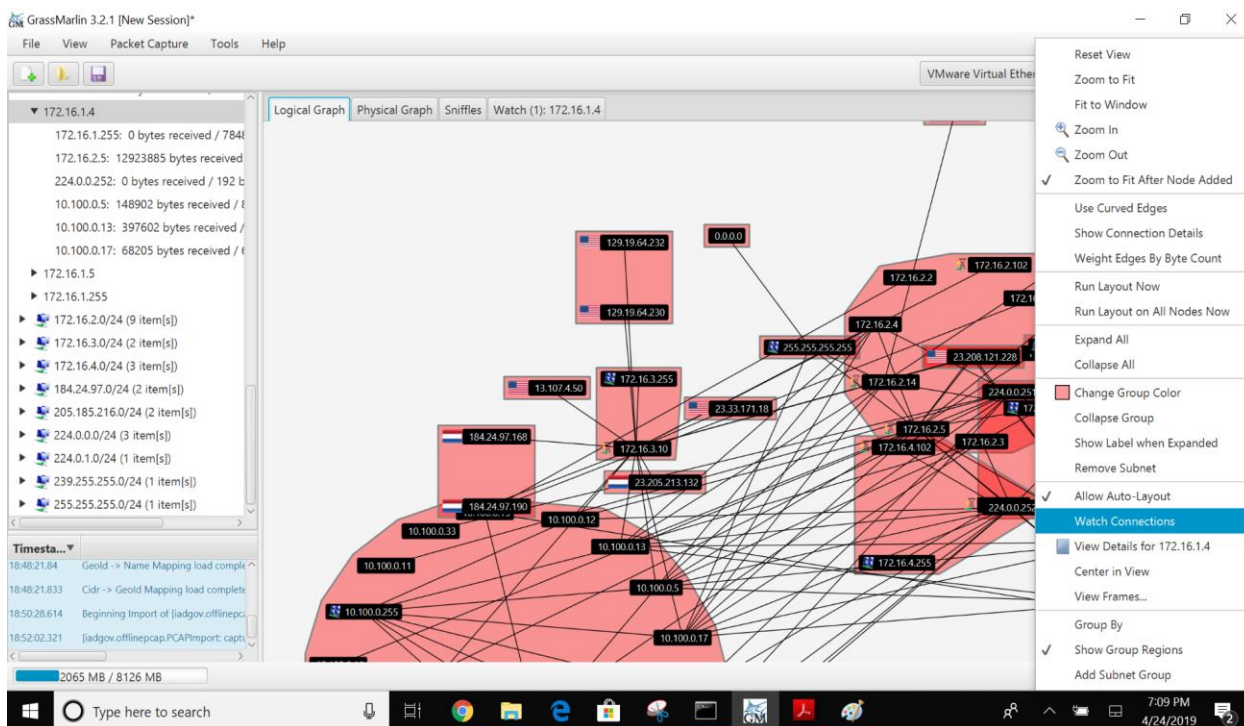 GrassMarlin 3.2.1 [New Session]*
File View Packet Capture Tools Help
VMware Virtual Ether
172.16.1.4
172.16.1.255: 0 bytes received / 7848
172.16.2.5: 12923885 bytes received
224.0.0.252: 0 bytes received / 192 b
10.100.0.5: 148902 bytes received /
10.100.0.13: 397602 bytes received /
10.100.0.17: 68205 bytes received /
172.16.1.5
172.16.1.255
172.16.2.0/24 (9 item[s])
172.16.3.0/24 (2 item[s])
172.16.4.0/24 (3 item[s])
184.24.97.0/24 (2 item[s])
205.185.216.0/24 (2 item[s])
224.0.0.0/24 (3 item[s])
224.0.1.0/24 (1 item[s])
239.255.255.0/24 (1 item[s])
255.255.255.0/24 (1 item[s])
Timesta...
18:48:21.84 GeoId -> Name Mapping load comple
18:48:21.833 Cidr -> GeoId Mapping load complete
18:50:28.614 Beginning Import of [iadgov.offlinepca
18:52:02.321 [iadgov.offlinepcap.PCAPImport: captu
2065 MB / 8126 MB
Logical Graph Physical Graph Sniffles Watch (1): 172.16.1.4
129.19.64.232
0.0.0.0
172.16.2.2
172.16.2.102
129.19.64.230
172.16.2.4
255.255.255.255
23.208.121.228
172.16.3.255
172.16.2.14
13.107.4.50
224.0.0.251
23.33.171.18
184.24.97.168
172.16.2.5
172.16.3.10
172.16.4.102
172.16.2.3
23.205.213.132
184.24.97.190
224.0.0.252
10.100.0.12
10.100.0.33
10.100.0.13
10.100.0.11
172.16.4.255
10.100.0.5
10.100.0.255
10.100.0.17
Reset View
Zoom to Fit
Fit to Window
Zoom In
Zoom Out
Zoom to Fit After Node Added
Use Curved Edges
Show Connection Details
Weight Edges By Byte Count
Run Layout Now
Run Layout on All Nodes Now
Expand All
Collapse All
Change Group Color
Collapse Group
Show Label when Expanded
Remove Subnet
Allow Auto-Layout
Watch Connections
View Details for 172.16.1.4
Center in View
View Frames...
Group By
Show Group Regions
Add Subnet Group
Type here to search
GM
7:09 PM
4/24/2019
2